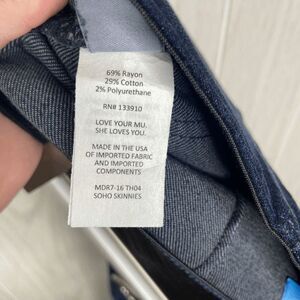 69% Rayon
29% Cotton
2% Polyurethane
RN# 133910
LOVE YOUR MU.
SHE LOVES YOU.
MADE IN THE USA
OF IMPORTED FABRIC
AND IMPORTED
COMPONENTS
MDR7-16 TH04
SOHO SKINNIES